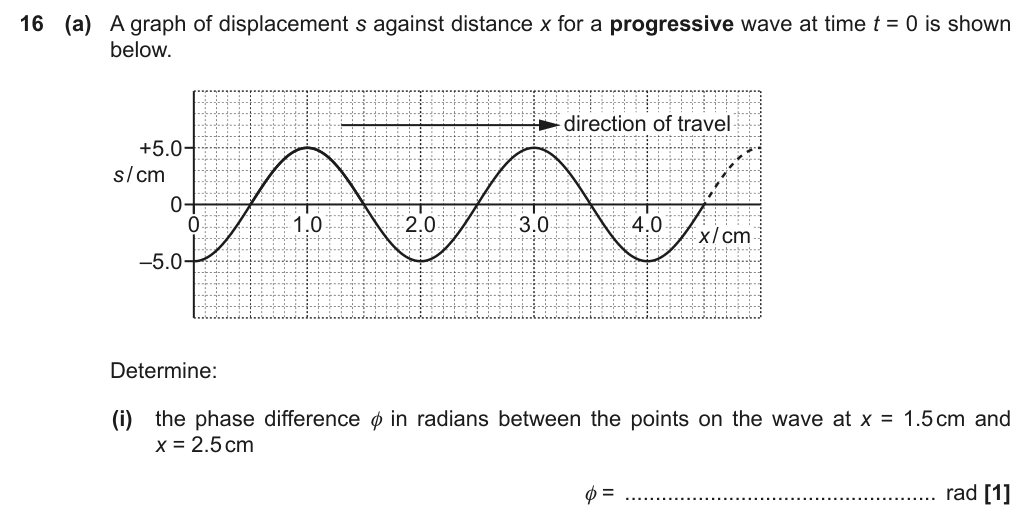 16 (a) A graph of displacement s against distance x for a progressive wave at time t = 0 is shown
below.
direction of travel
+5.0
s / cm
0
0 1.0 2.0 3.0 4.0
x / cm
–5.0
Determine:
(i) the phase difference ϕ in radians between the points on the wave at x = 1.5 cm and
x = 2.5 cm
ϕ = .................................................. rad [1]